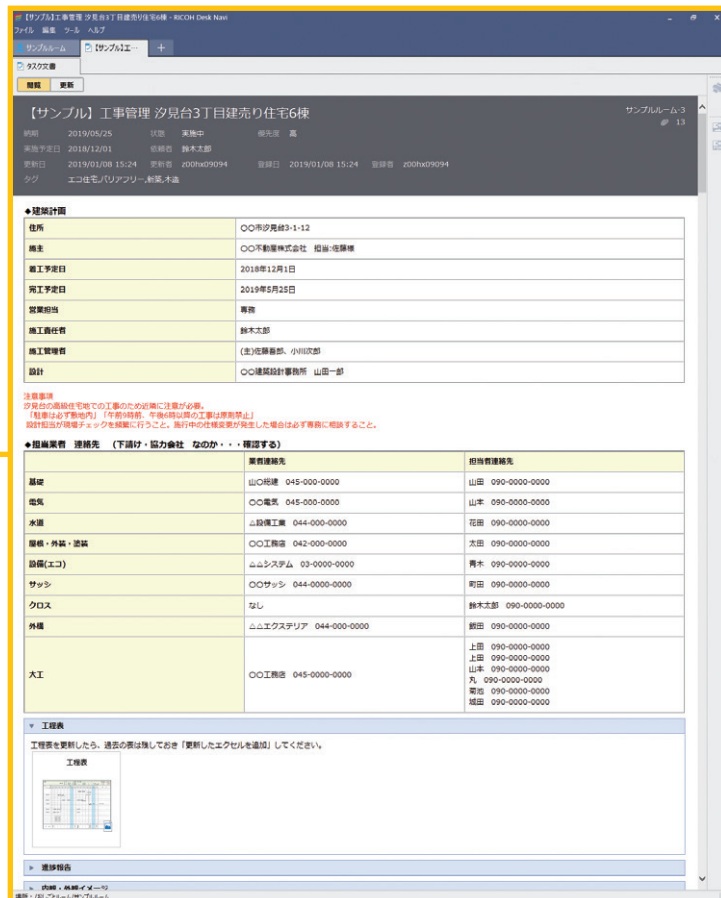 【サンプル】工事管理 汐見台3丁目建売り住宅6棟 - RICOH Desk Navi
ファイル 編集 ツール ヘルプ
サンプルルーム 【サンプル】工… +
タスク文書
閲覧 更新
【サンプル】工事管理 汐見台3丁目建売り住宅6棟 サンプルルーム-3
13
納期 2019/05/25 状態 実施中 優先度 高
実施予定日 2018/12/01 依頼者 鈴木太郎
更新日 2019/01/08 15:24 更新者 z00hx09094 登録日 2019/01/08 15:24 登録者 z00hx09094
タグ エコ住宅,バリアフリー,新築,木造
◆建築計画
住所 〇〇市汐見台3-1-12
施主 〇〇不動産株式会社 担当:佐藤様
着工予定日 2018年12月1日
完工予定日 2019年5月25日
営業担当 専務
施工責任者 鈴木太郎
施工管理者 (主)佐藤吾郎、小川次郎
設計 〇〇建築設計事務所 山田一郎
注意事項
汐見台の高級住宅地での工事のため近隣に注意が必要。
「駐車は必ず敷地内」「午前9時前、午後6時以降の工事は原則禁止」
設計担当が現場チェックを頻繁に行うこと。施行中の仕様変更が発生した場合は必ず専務に相談すること。
◆担当業者 連絡先 (下請け・協力会社 なのか・・・確認する)
業者連絡先 担当者連絡先
基礎 山〇総建 045-000-0000 山田 090-0000-0000
電気 〇〇電気 045-000-0000 山本 090-0000-0000
水道 △設備工業 044-000-0000 花田 090-0000-0000
屋根・外装・塗装 〇〇工務店 042-000-0000 太田 090-0000-0000
設備(エコ) △△システム 03-0000-0000 青木 090-0000-0000
サッシ 〇〇サッシ 044-000-0000 町田 090-0000-0000
クロス なし 鈴木太郎 090-0000-0000
外構 △△エクステリア 044-000-0000 飯田 090-0000-0000
大工 〇〇工務店 045-0000-0000 上田 090-0000-0000
上田 090-0000-0000
山本 090-0000-0000
丸 090-0000-0000
菊池 090-0000-0000
城田 090-0000-0000
▼ 工程表
工程表を更新したら、過去の表は残しておき「更新したエクセルを追加」してください。
工程表
▶ 進捗報告
▶ 内観・外観イメージ